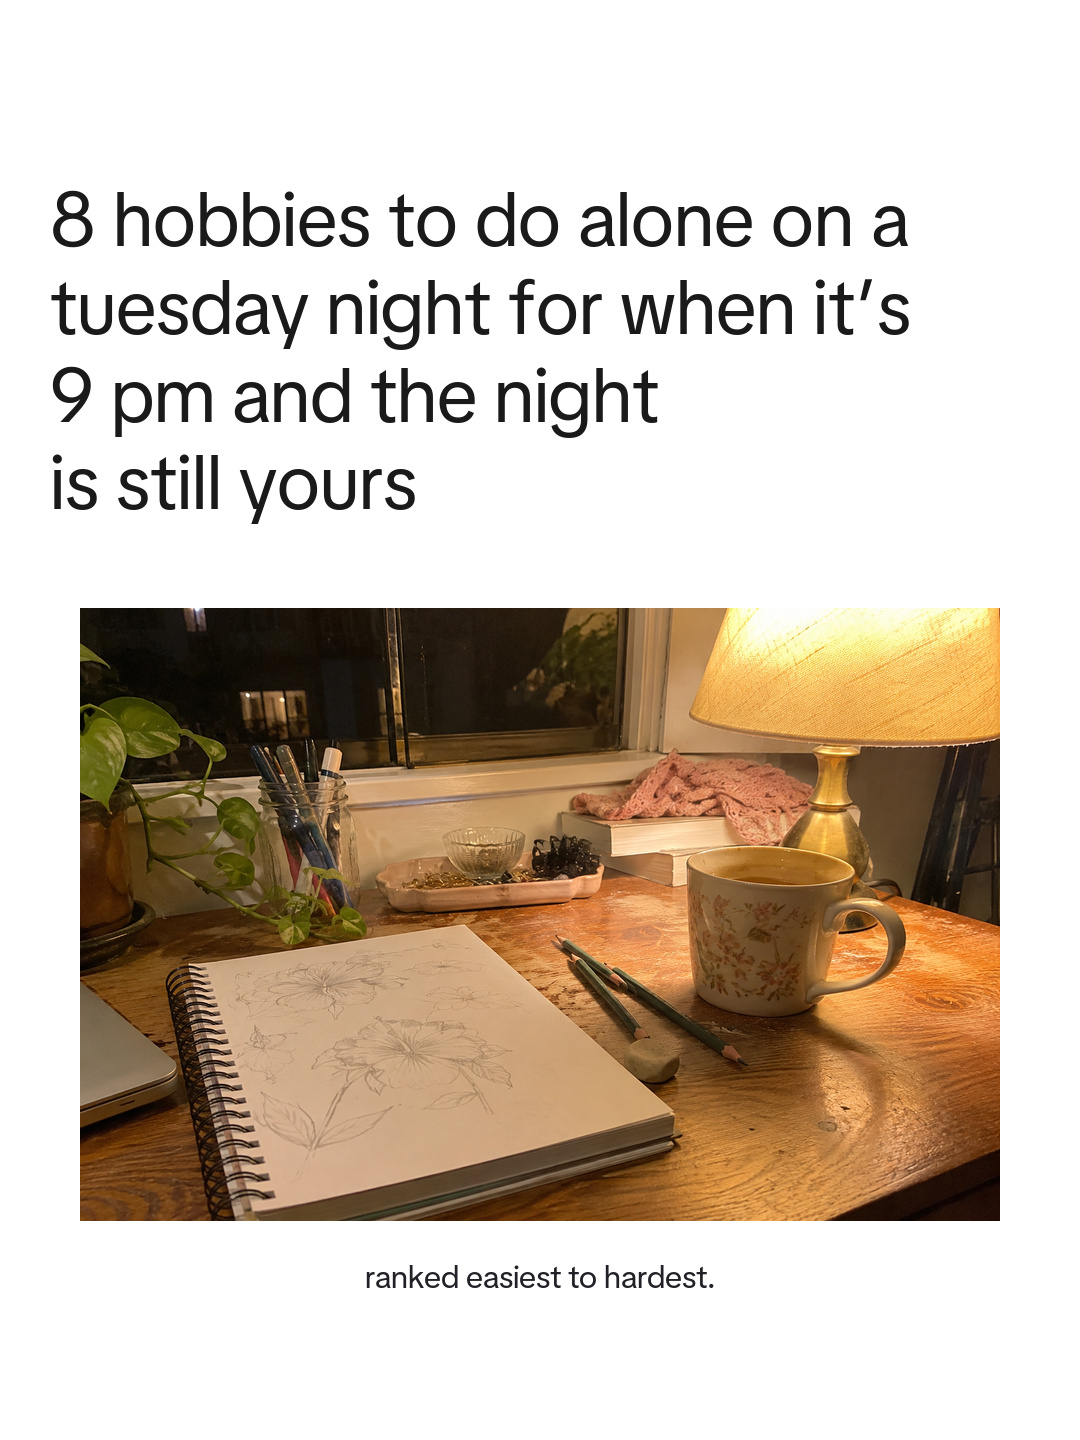 8 hobbies to do alone on a
tuesday night for when it’s
9 pm and the night
is still yours
ranked easiest to hardest.